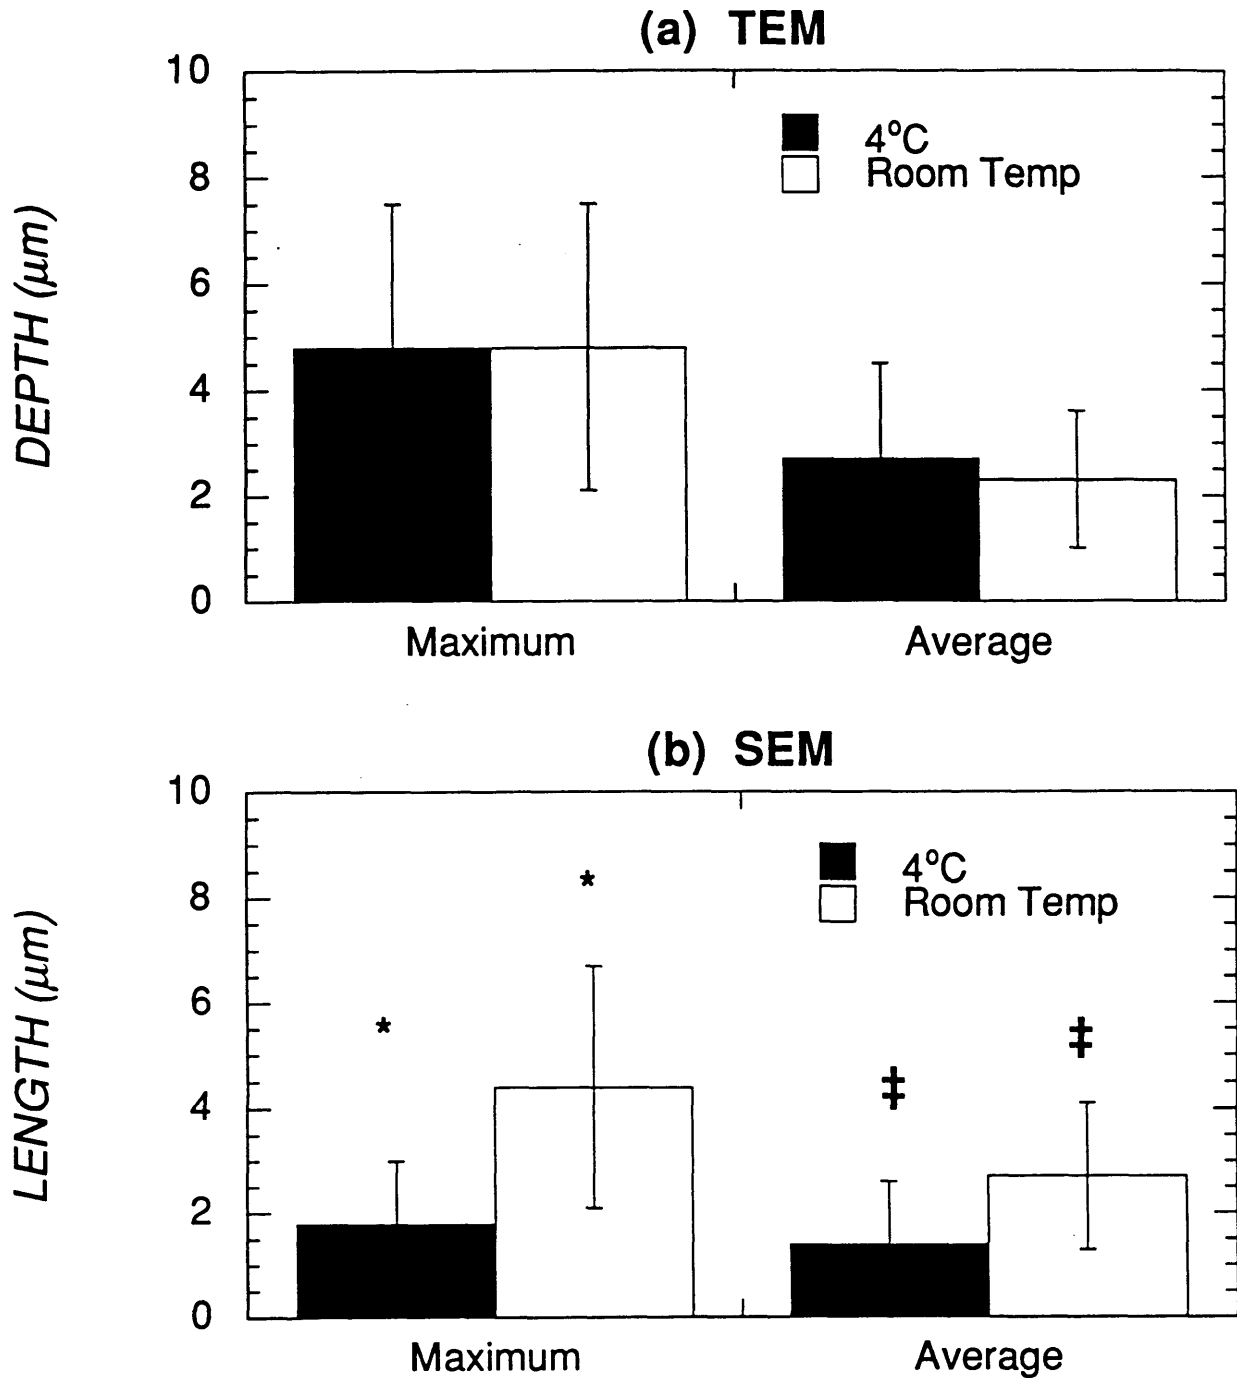 (a) TEM
10
8
6
4
2
0
DEPTH (μm)
4°C
Room Temp
Maximum Average
(b) SEM
10
8
6
4
2
0
LENGTH (μm)
4°C
Room Temp
*
*
‡
‡
Maximum Average